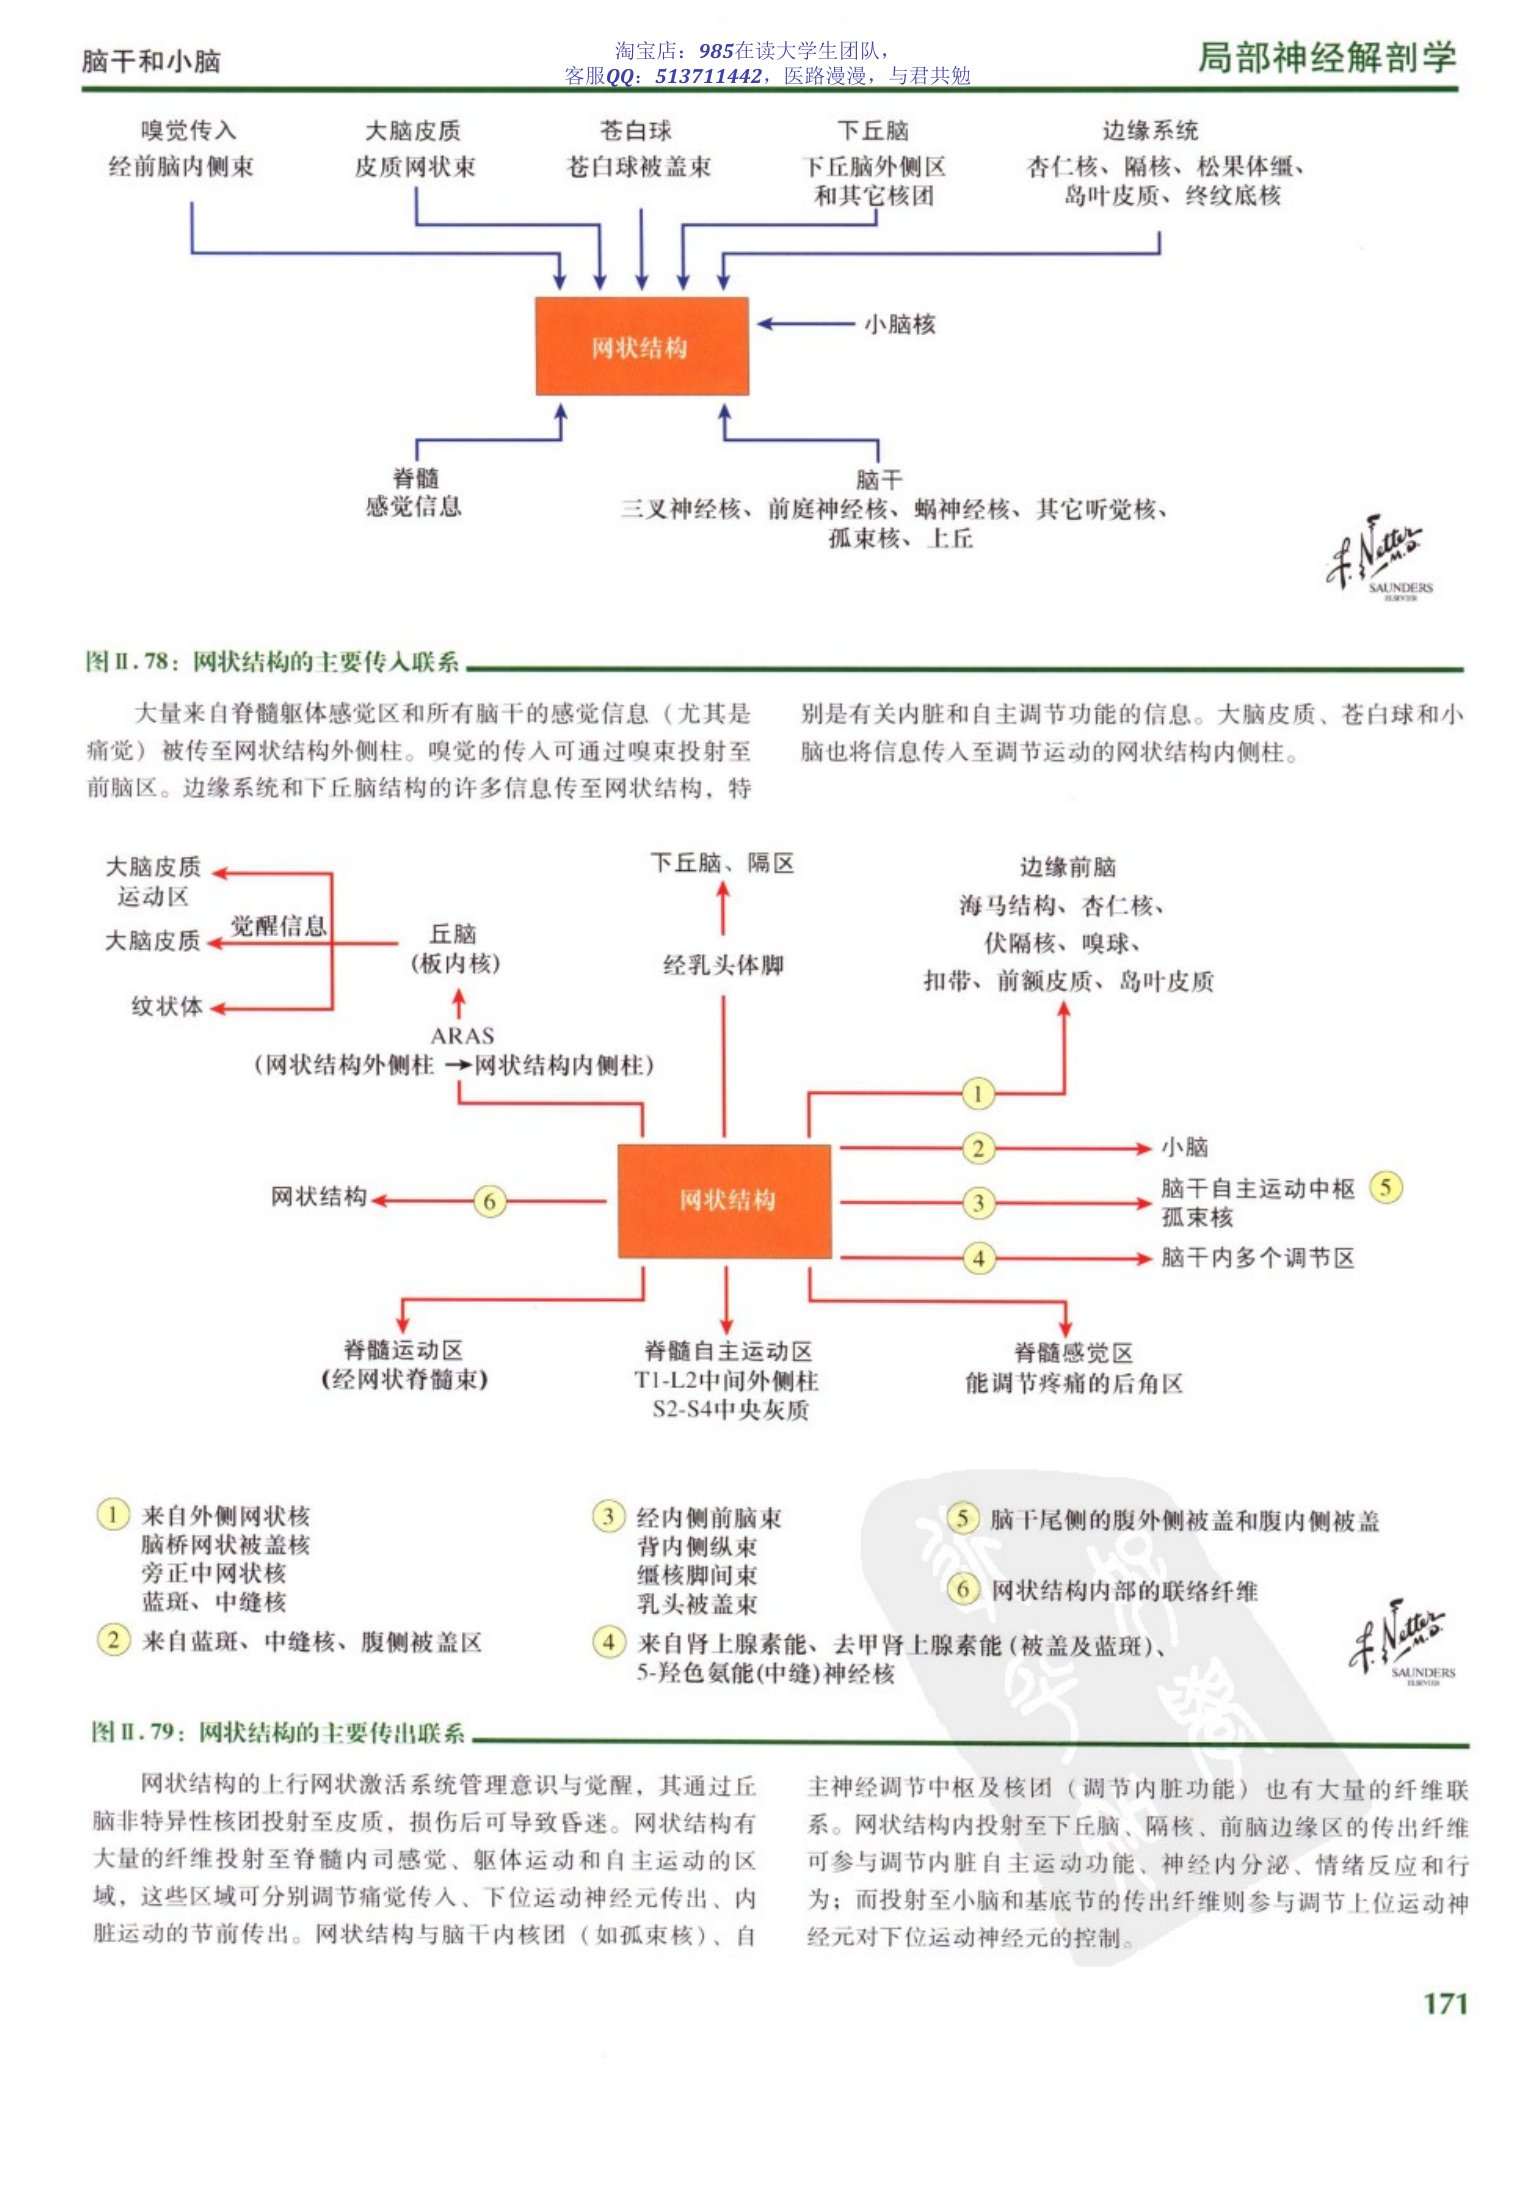 脑干和小脑
淘宝店：985在读大学生团队，
客服QQ：513711442，医路漫漫，与君共勉
局部神经解剖学
嗅觉传入
经前脑内侧束
大脑皮质
皮质网状束
苍白球
苍白球被盖束
下丘脑
下丘脑外侧区
和其它核团
边缘系统
杏仁核、隔核、松果体缰、
岛叶皮质、终纹底核
网状结构
小脑核
脊髓
感觉信息
脑干
三叉神经核、前庭神经核、蜗神经核、其它听觉核、
孤束核、上丘
F. Netter
M.D.
SAUNDERS
ELSEVIER
图Ⅱ.78：网状结构的主要传入联系
大量来自脊髓躯体感觉区和所有脑干的感觉信息（尤其是
痛觉）被传至网状结构外侧柱。嗅觉的传入可通过嗅束投射至
前脑区。边缘系统和下丘脑结构的许多信息传至网状结构，特
别是有关内脏和自主调节功能的信息。大脑皮质、苍白球和小
脑也将信息传入至调节运动的网状结构内侧柱。
大脑皮质
运动区
觉醒信息
大脑皮质
纹状体
丘脑
(板内核)
ARAS
(网状结构外侧柱→网状结构内侧柱)
下丘脑、隔区
经乳头体脚
边缘前脑
海马结构、杏仁核、
伏隔核、嗅球、
扣带、前额皮质、岛叶皮质
1
2
小脑
网状结构
6
网状结构
3
脑干自主运动中枢 5
孤束核
4
脑干内多个调节区
脊髓运动区
(经网状脊髓束)
脊髓自主运动区
T1-L2中间外侧柱
S2-S4中央灰质
脊髓感觉区
能调节疼痛的后角区
1 来自外侧网状核
脑桥网状被盖核
旁正中网状核
蓝斑、中缝核
2 来自蓝斑、中缝核、腹侧被盖区
3 经内侧前脑束
背内侧纵束
缰核脚间束
乳头被盖束
4 来自肾上腺素能、去甲肾上腺素能(被盖及蓝斑)、
5-羟色氨能(中缝)神经核
5 脑干尾侧的腹外侧被盖和腹内侧被盖
6 网状结构内部的联络纤维
F. Netter
M.D.
SAUNDERS
ELSEVIER
图Ⅱ.79：网状结构的主要传出联系
网状结构的上行网状激活系统管理意识与觉醒，其通过丘
脑非特异性核团投射至皮质，损伤后可导致昏迷。网状结构有
大量的纤维投射至脊髓内司感觉、躯体运动和自主运动的区
域，这些区域可分别调节痛觉传入、下位运动神经元传出、内
脏运动的节前传出。网状结构与脑干内核团（如孤束核）、自
主神经调节中枢及核团（调节内脏功能）也有大量的纤维联
系。网状结构内投射至下丘脑、隔核、前脑边缘区的传出纤维
可参与调节内脏自主运动功能、神经内分泌、情绪反应和行
为；而投射至小脑和基底节的传出纤维则参与调节上位运动神
经元对下位运动神经元的控制。
171